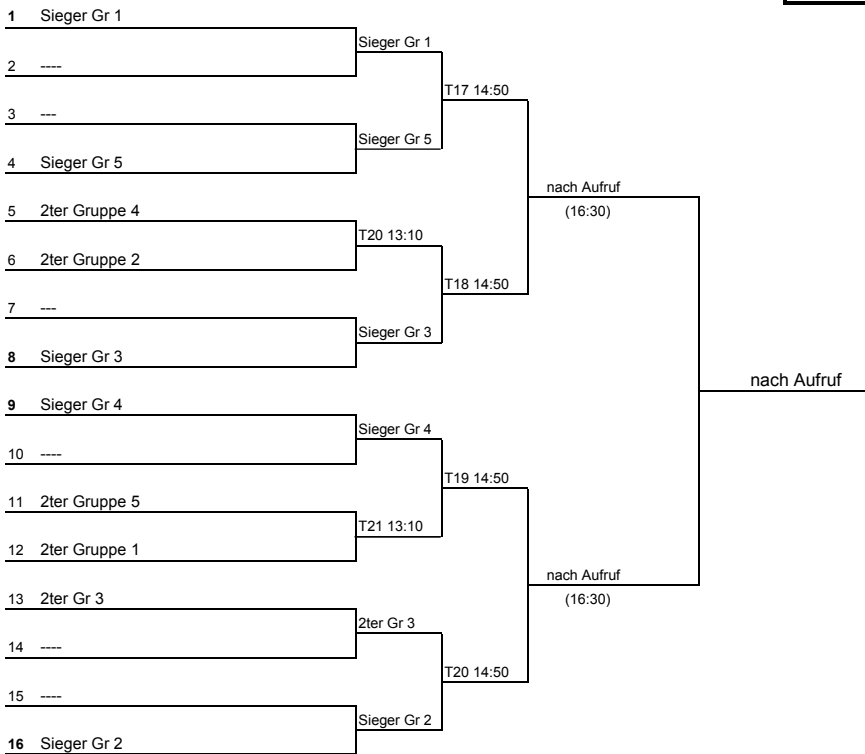 1 Sieger Gr 1
Sieger Gr 1
2 ----
T17 14:50
3 ---
Sieger Gr 5
4 Sieger Gr 5
nach Aufruf
(16:30)
5 2ter Gruppe 4
T20 13:10
6 2ter Gruppe 2
T18 14:50
7 ---
Sieger Gr 3
8 Sieger Gr 3
nach Aufruf
9 Sieger Gr 4
Sieger Gr 4
10 ----
T19 14:50
11 2ter Gruppe 5
T21 13:10
12 2ter Gruppe 1
nach Aufruf
(16:30)
13 2ter Gr 3
2ter Gr 3
14 ----
T20 14:50
15 ----
Sieger Gr 2
16 Sieger Gr 2